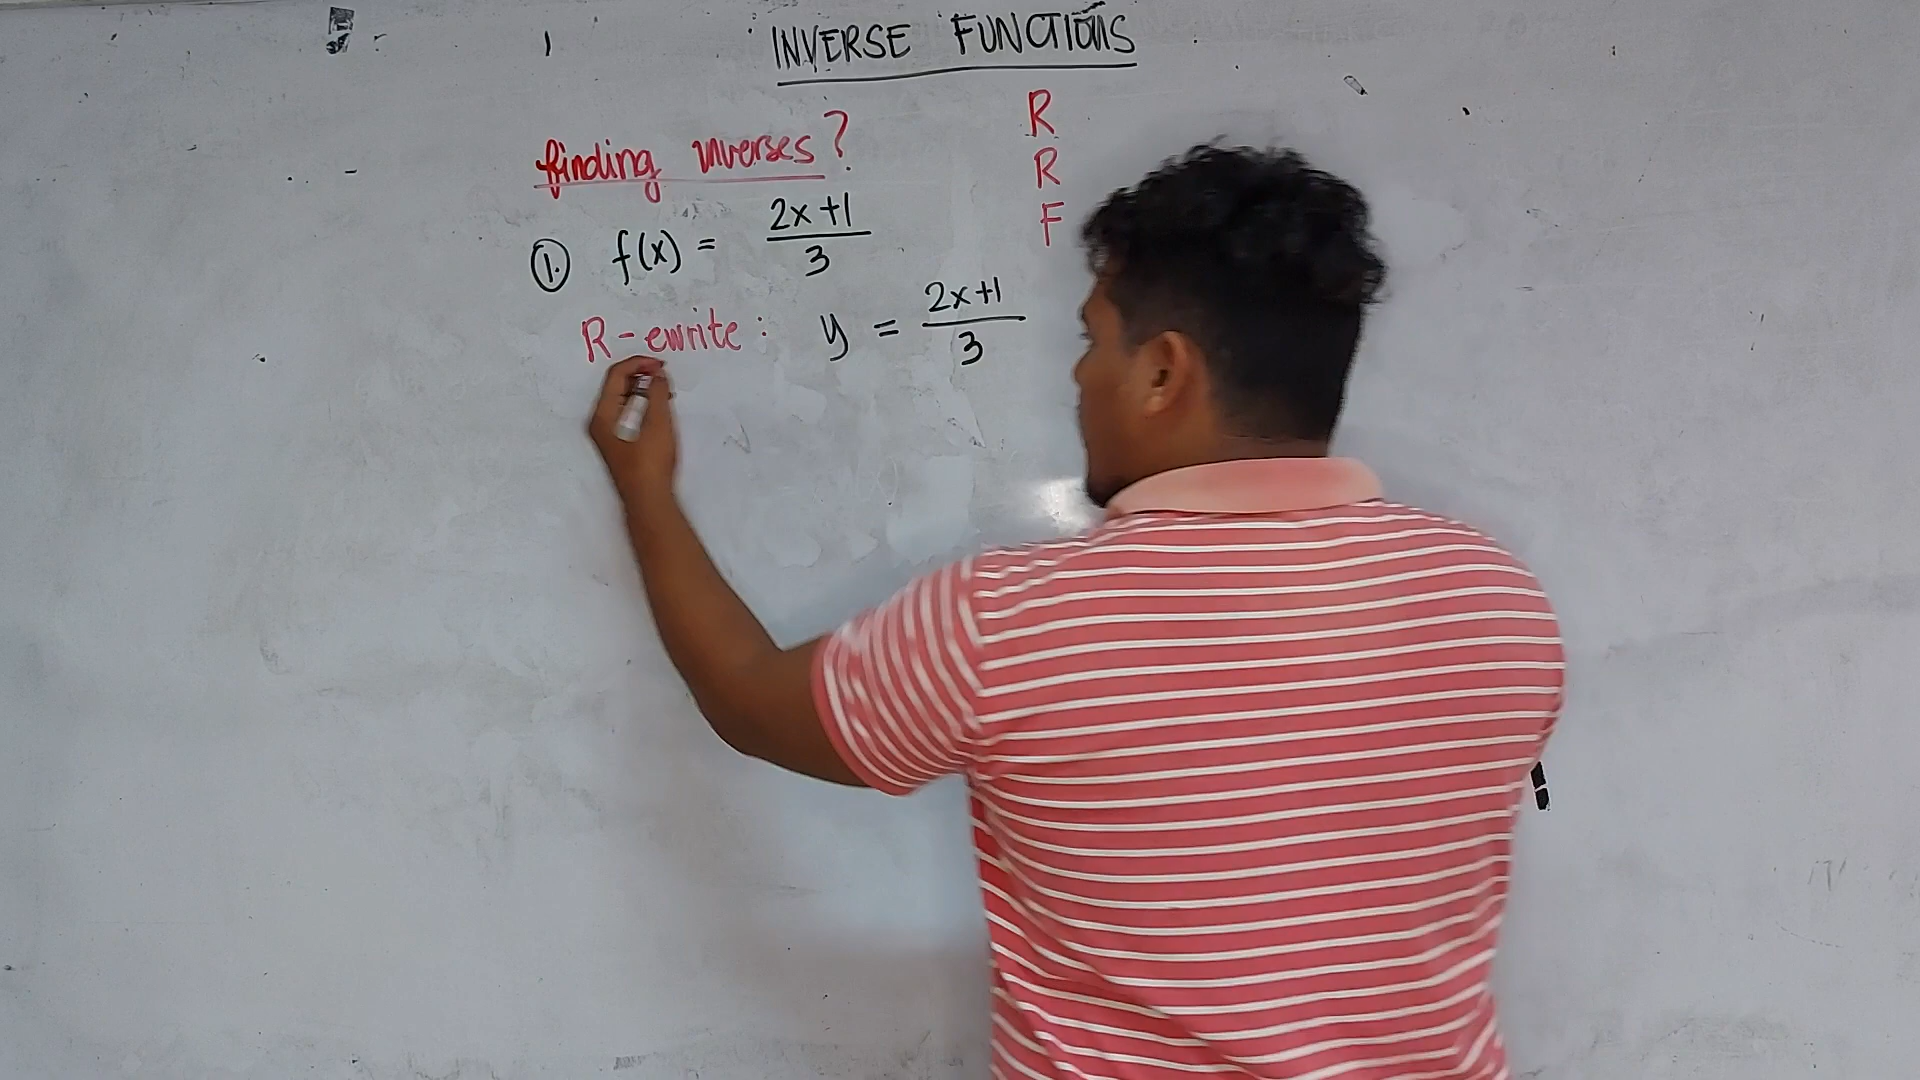 INVERSE FUNCTIONS
finding inverses?
R
R
F
1. f(x) = 2x+1
3
R-ewrite: y = 2x+1
3